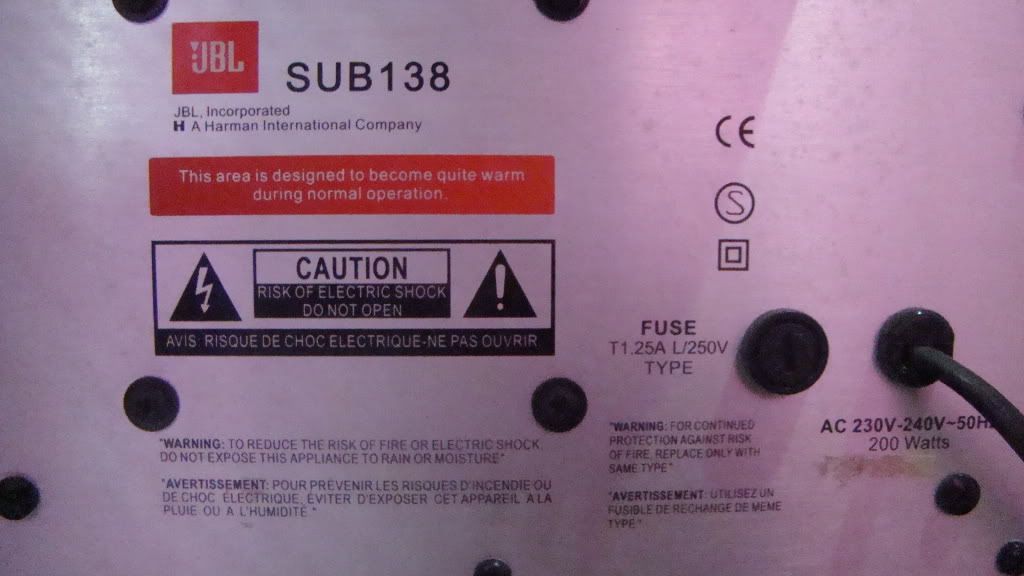 JBL
SUB138
JBL, Incorporated
H A Harman International Company
This area is designed to become quite warm
during normal operation.
CAUTION
RISK OF ELECTRIC SHOCK
DO NOT OPEN
AVIS: RISQUE DE CHOC ELECTRIQUE-NE PAS OUVRIR
"WARNING: TO REDUCE THE RISK OF FIRE OR ELECTRIC SHOCK,
DO NOT EXPOSE THIS APPLIANCE TO RAIN OR MOISTURE"
"AVERTISSEMENT: POUR PRÉVENIR LES RISQUES D'INCENDIE OU
DE CHOC ÉLECTRIQUE, ÉVITER D'EXPOSER CET APPAREIL A LA
PLUIE OU A L'HUMIDITÉ."
CE
S
FUSE
T1.25A L/250V
TYPE
AC 230V-240V~50Hz
200 Watts
"WARNING: FOR CONTINUED
PROTECTION AGAINST RISK
OF FIRE, REPLACE ONLY WITH
SAME TYPE"
"AVERTISSEMENT: UTILISEZ UN
FUSIBLE DE RECHANGE DE MEME
TYPE"